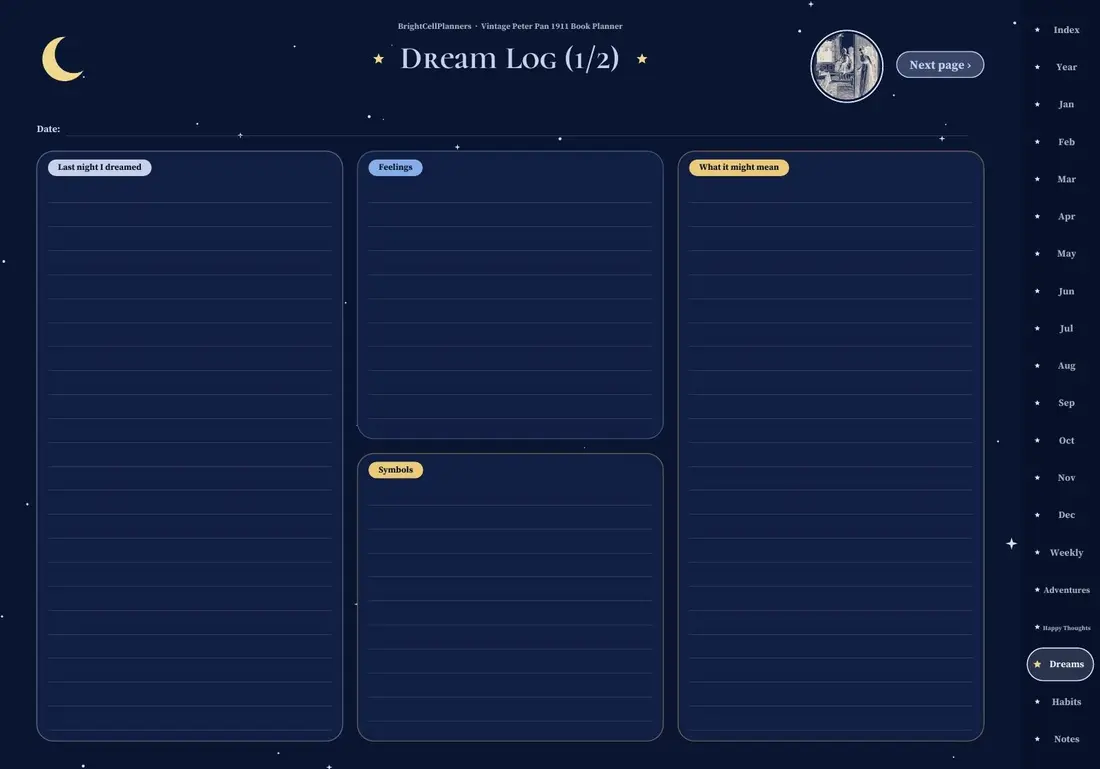 BrightCellPlanners · Vintage Peter Pan 1911 Book Planner
Dream Log (1/2)
Next page ›
Date:
Last night I dreamed
Feelings
What it might mean
Symbols
Index
Year
Jan
Feb
Mar
Apr
May
Jun
Jul
Aug
Sep
Oct
Nov
Dec
Weekly
Adventures
Happy Thoughts
Dreams
Habits
Notes